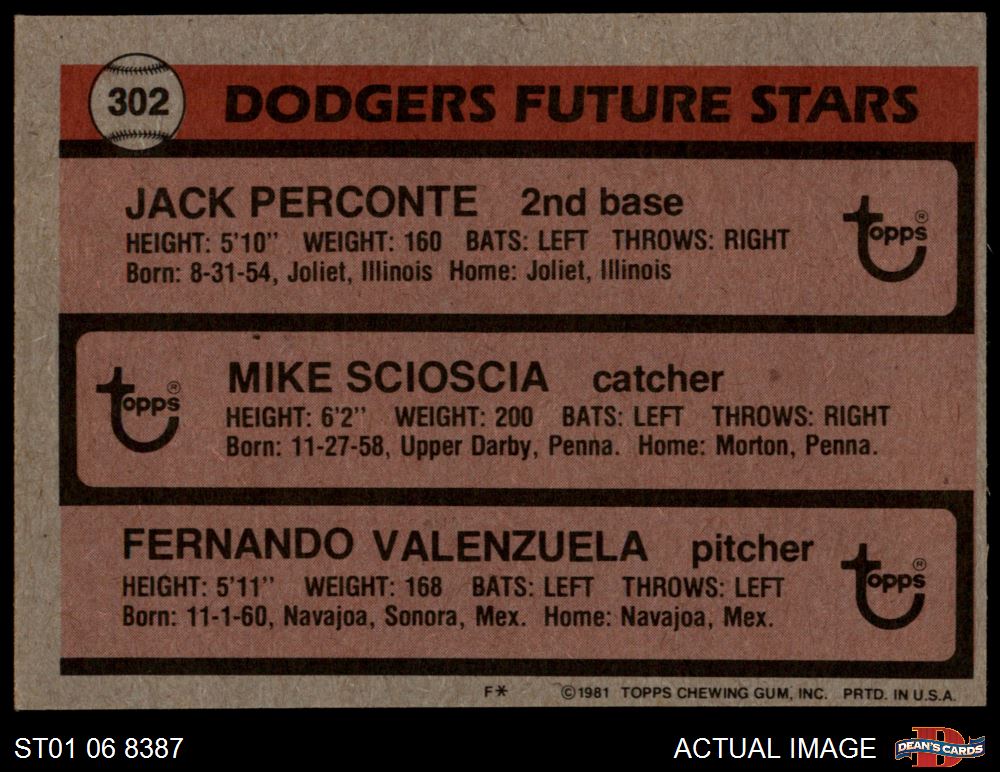 302 DODGERS FUTURE STARS
JACK PERCONTE 2nd base
HEIGHT: 5'10" WEIGHT: 160 BATS: LEFT THROWS: RIGHT
Born: 8-31-54, Joliet, Illinois Home: Joliet, Illinois
topps ®
MIKE SCIOSCIA catcher
HEIGHT: 6'2" WEIGHT: 200 BATS: LEFT THROWS: RIGHT
Born: 11-27-58, Upper Darby, Penna. Home: Morton, Penna.
topps ®
FERNANDO VALENZUELA pitcher
HEIGHT: 5'11" WEIGHT: 168 BATS: LEFT THROWS: LEFT
Born: 11-1-60, Navajoa, Sonora, Mex. Home: Navajoa, Mex.
topps ®
F* ©1981 TOPPS CHEWING GUM, INC. PRTD. IN U.S.A.
ST01 06 8387 ACTUAL IMAGE D DEAN'S CARDS